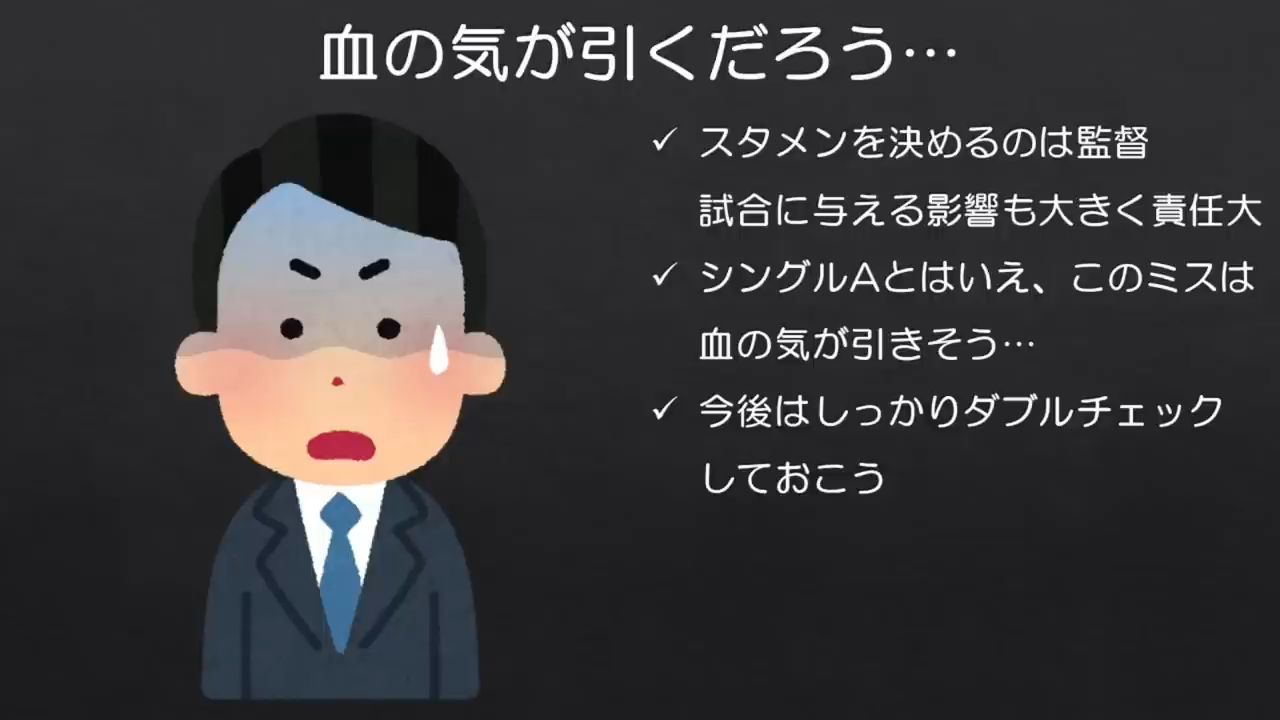 血の気が引くだろう…
✓ スタメンを決めるのは監督
試合に与える影響も大きく責任大
✓ シングルAとはいえ、このミスは
血の気が引きそう…
✓ 今後はしっかりダブルチェック
しておこう